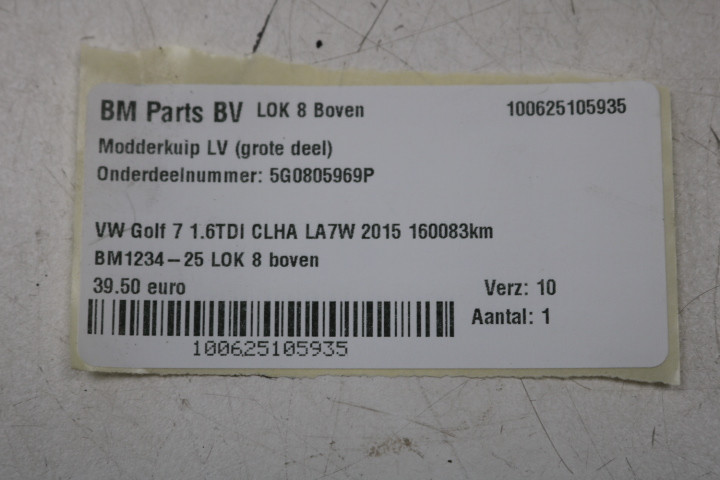 BM Parts BV LOK 8 Boven 100625105935
Modderkuip LV (grote deel)
Onderdeelnummer: 5G0805969P
VW Golf 7 1.6TDI CLHA LA7W 2015 160083km
BM1234-25 LOK 8 boven
39.50 euro Verz: 10
Aantal: 1
100625105935